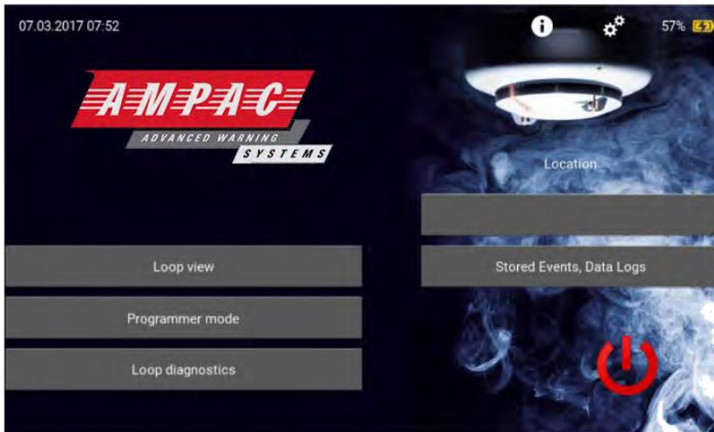 07.03.2017 07:52
57%
AMPAC
ADVANCED WARNING
SYSTEMS
Location
Loop view
Stored Events, Data Logs
Programmer mode
Loop diagnostics